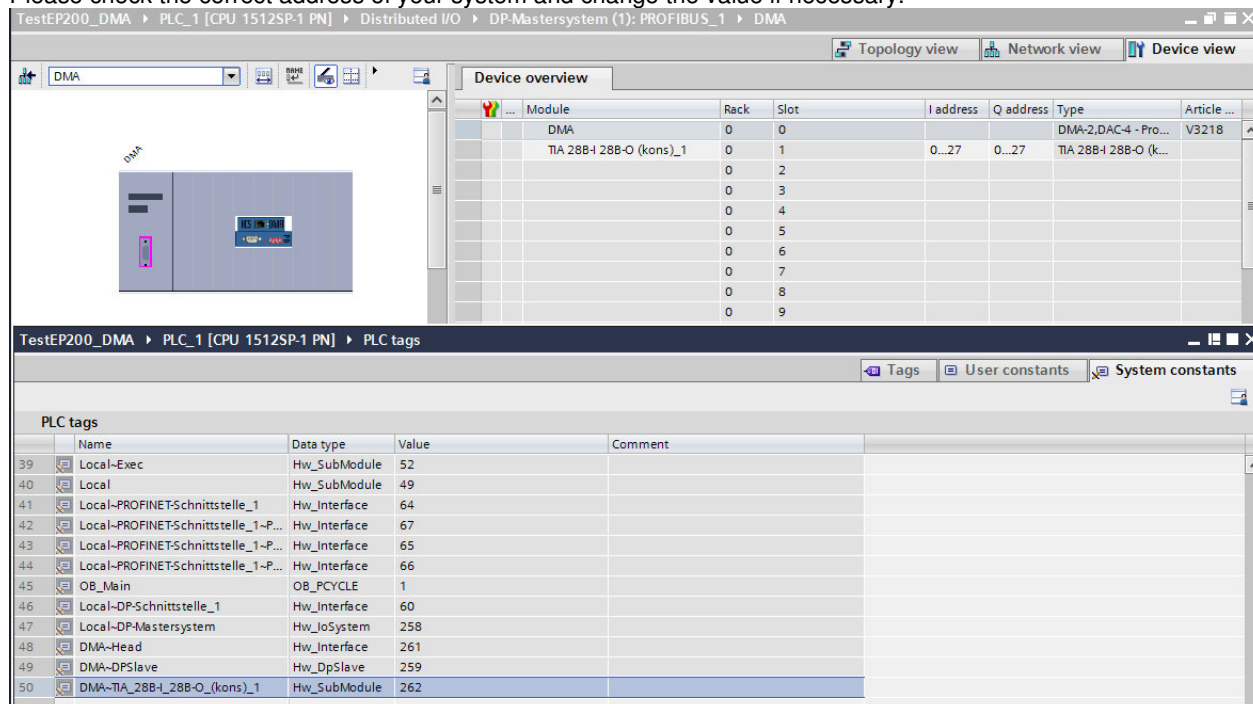 Please check the correct address of your system and change the value if necessary.
TestEP200_DMA ▸ PLC_1 [CPU 1512SP-1 PN] ▸ Distributed I/O ▸ DP-Mastersystem (1): PROFIBUS_1 ▸ DMA
Topology view Network view Device view
DMA
Device overview
... Module Rack Slot I address Q address Type Article ...
DMA 0 0 DMA-2,DAC-4 - Pro... V3218
TIA 28B-I 28B-O (kons)_1 0 1 0...27 0...27 TIA 28B-I 28B-O (k...
0 2
0 3
0 4
0 5
0 6
0 7
0 8
0 9
DMA
TestEP200_DMA ▸ PLC_1 [CPU 1512SP-1 PN] ▸ PLC tags
Tags User constants System constants
PLC tags
Name Data type Value Comment
39 Local~Exec Hw_SubModule 52
40 Local Hw_SubModule 49
41 Local~PROFINET-Schnittstelle_1 Hw_Interface 64
42 Local~PROFINET-Schnittstelle_1~P... Hw_Interface 67
43 Local~PROFINET-Schnittstelle_1~P... Hw_Interface 65
44 Local~PROFINET-Schnittstelle_1~P... Hw_Interface 66
45 OB_Main OB_PCYCLE 1
46 Local~DP-Schnittstelle_1 Hw_Interface 60
47 Local~DP-Mastersystem Hw_IoSystem 258
48 DMA~Head Hw_Interface 261
49 DMA~DPSlave Hw_DpSlave 259
50 DMA~TIA_28B-I_28B-O_(kons)_1 Hw_SubModule 262